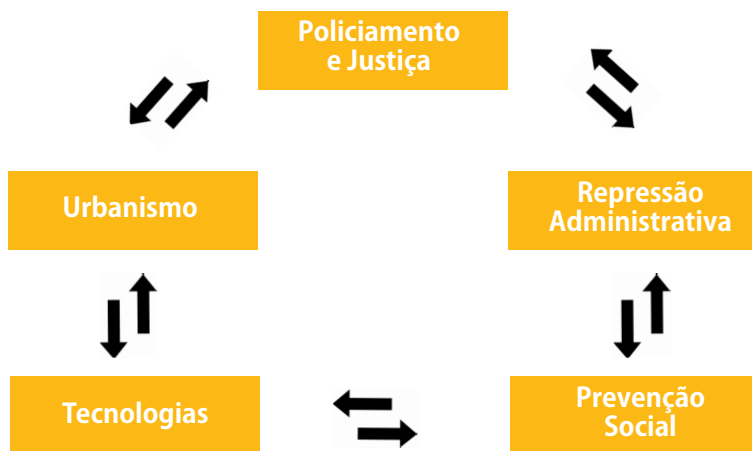 Policiamento
e Justiça
Urbanismo
Repressão
Administrativa
Tecnologias
Prevenção
Social